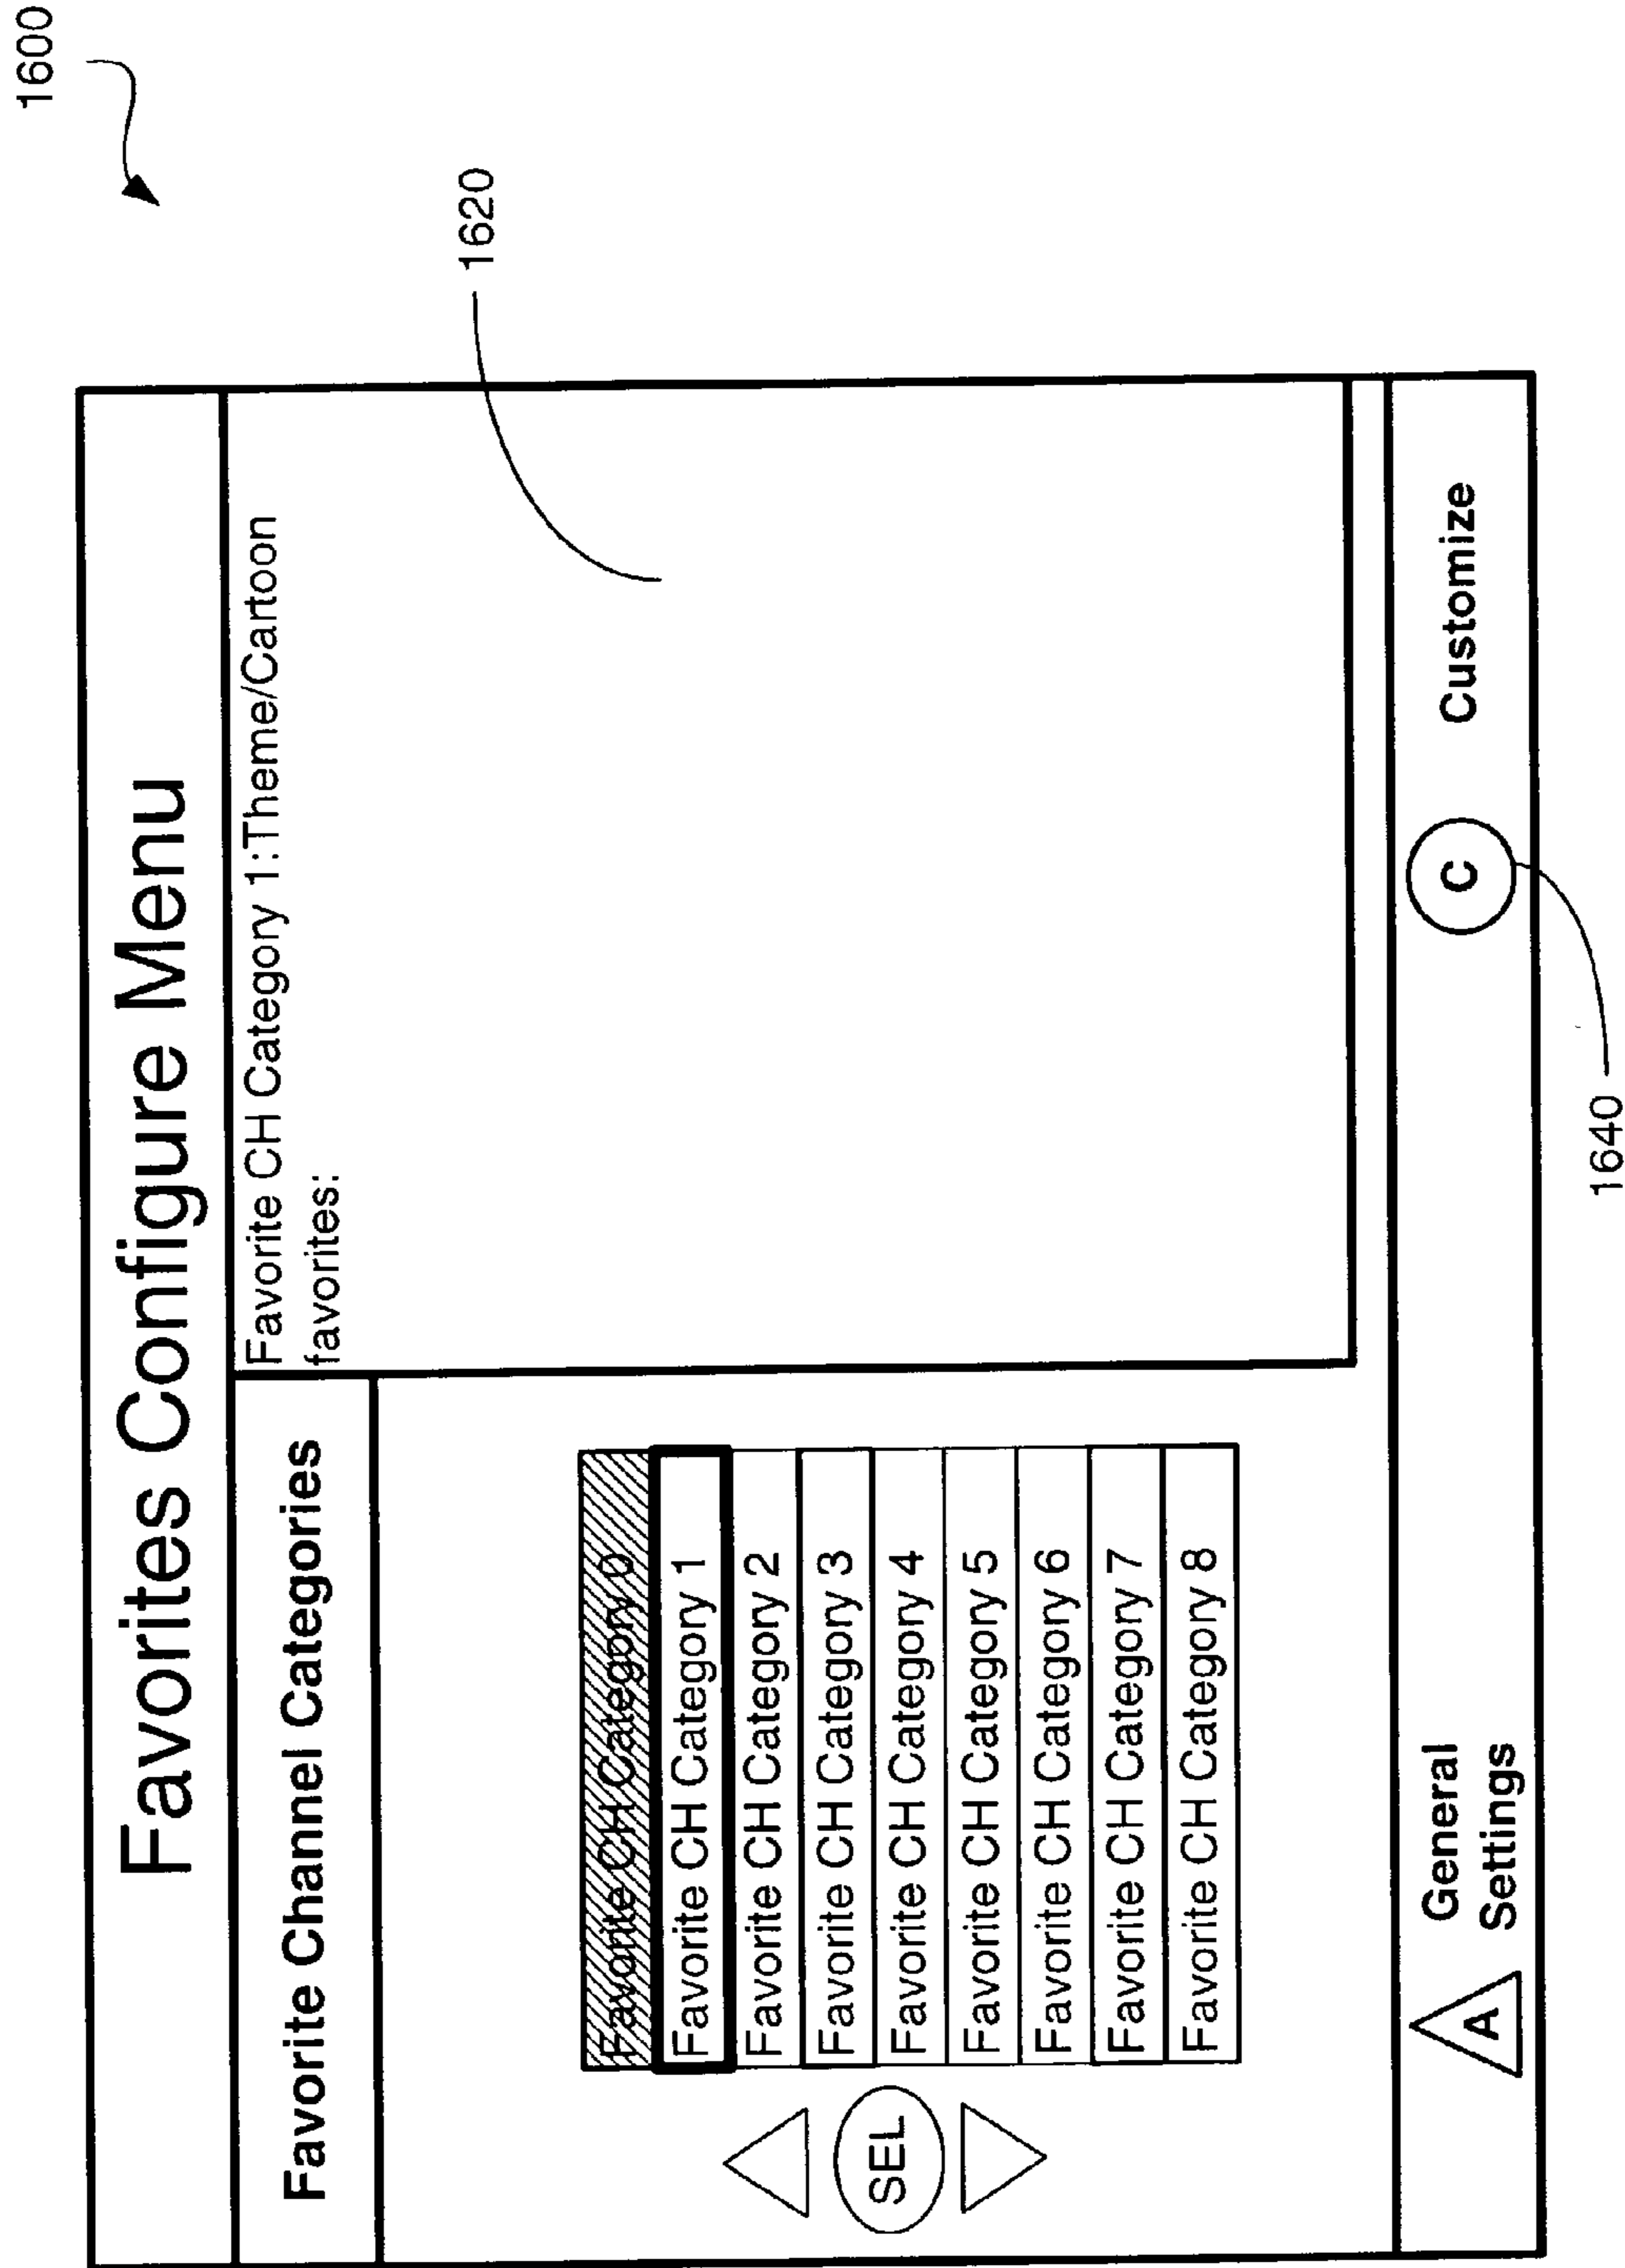 1600
Favorites Configure Menu
Favorite Channel Categories
Favorite CH Category 1:Theme/Cartoon
favorites:
1620
Favorite CH Category 0
Favorite CH Category 1
Favorite CH Category 2
Favorite CH Category 3
Favorite CH Category 4
Favorite CH Category 5
Favorite CH Category 6
Favorite CH Category 7
Favorite CH Category 8
SEL
A General
Settings
C Customize
1640